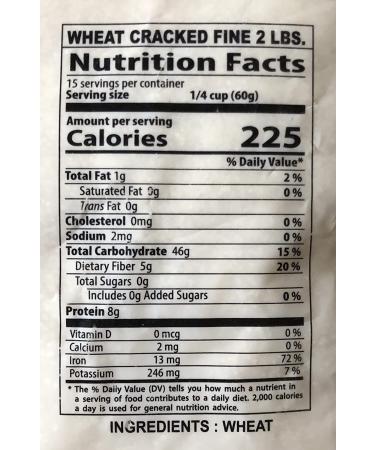 WHEAT CRACKED FINE 2 LBS.
Nutrition Facts
15 servings per container
Serving size 1/4 cup (60g)
Amount per serving
Calories 225
% Daily Value*
Total Fat 1g 2 %
Saturated Fat 0g 0 %
Trans Fat 0g
Cholesterol 0mg 0 %
Sodium 2mg 0 %
Total Carbohydrate 46g 15 %
Dietary Fiber 5g 20 %
Total Sugars 0g
Includes 0g Added Sugars 0 %
Protein 8g
Vitamin D 0 mcg 0 %
Calcium 2 mg 0 %
Iron 13 mg 72 %
Potassium 246 mg 7 %
* The % Daily Value (DV) tells you how much a nutrient in
a serving of food contributes to a daily diet. 2,000 calories
a day is used for general nutrition advice.
INGREDIENTS : WHEAT